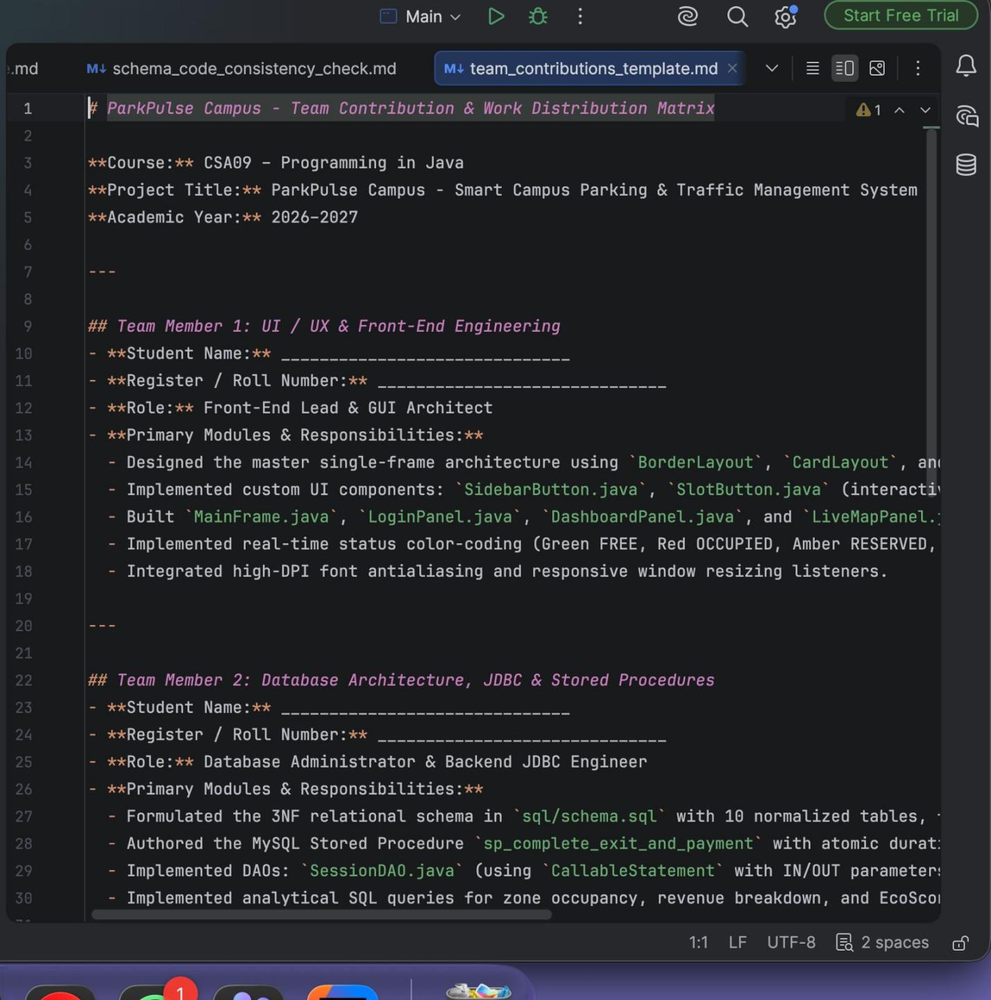 Main
Start Free Trial
.md
M↓ schema_code_consistency_check.md
M↓ team_contributions_template.md
1 # ParkPulse Campus - Team Contribution & Work Distribution Matrix
1
2
3 **Course:** CSA09 – Programming in Java
4 **Project Title:** ParkPulse Campus - Smart Campus Parking & Traffic Management System
5 **Academic Year:** 2026–2027
6
7 ---
8
9 ## Team Member 1: UI / UX & Front-End Engineering
10 - **Student Name:** ______________________________
11 - **Register / Roll Number:** ______________________________
12 - **Role:** Front-End Lead & GUI Architect
13 - **Primary Modules & Responsibilities:**
14 - Designed the master single-frame architecture using `BorderLayout`, `CardLayout`, an
15 - Implemented custom UI components: `SidebarButton.java`, `SlotButton.java` (interacti
16 - Built `MainFrame.java`, `LoginPanel.java`, `DashboardPanel.java`, and `LiveMapPanel.
17 - Implemented real-time status color-coding (Green FREE, Red OCCUPIED, Amber RESERVED,
18 - Integrated high-DPI font antialiasing and responsive window resizing listeners.
19
20 ---
21
22 ## Team Member 2: Database Architecture, JDBC & Stored Procedures
23 - **Student Name:** ______________________________
24 - **Register / Roll Number:** ______________________________
25 - **Role:** Database Administrator & Backend JDBC Engineer
26 - **Primary Modules & Responsibilities:**
27 - Formulated the 3NF relational schema in `sql/schema.sql` with 10 normalized tables,
28 - Authored the MySQL Stored Procedure `sp_complete_exit_and_payment` with atomic durat
29 - Implemented DAOs: `SessionDAO.java` (using `CallableStatement` with IN/OUT parameter
30 - Implemented analytical SQL queries for zone occupancy, revenue breakdown, and EcoSco
1:1 LF UTF-8 2 spaces
1